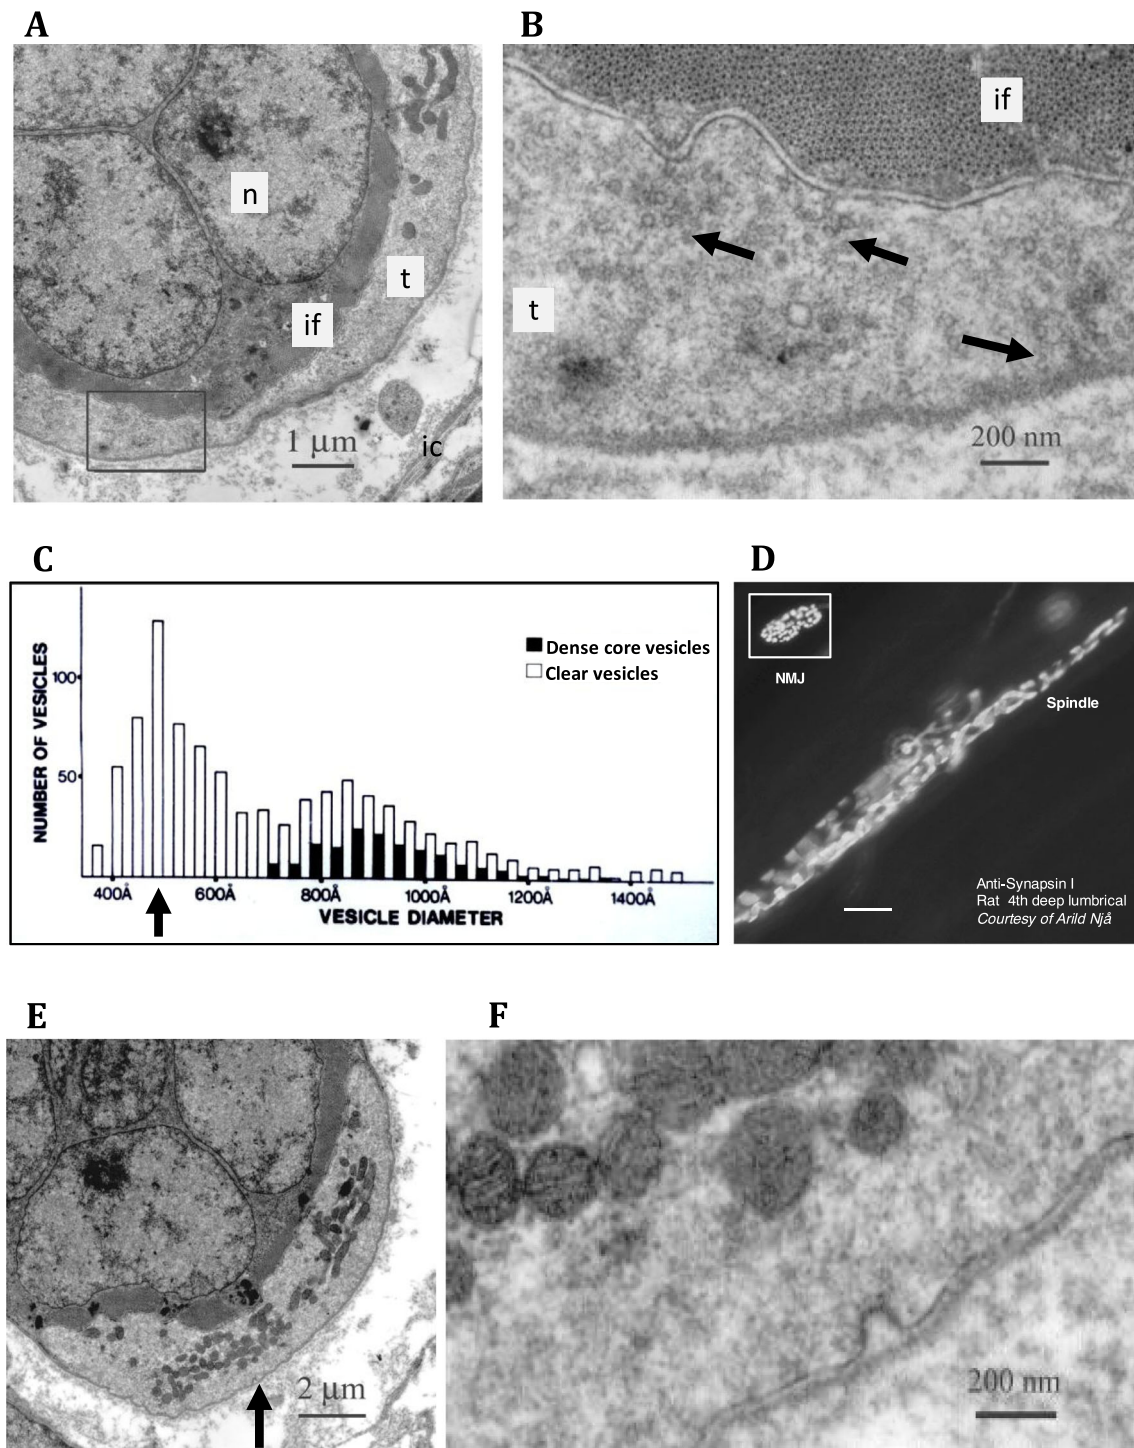 A
B
n
t
if
ic
1 μm
if
t
200 nm
C
D
NUMBER OF VESICLES
100
50
Dense core vesicles
Clear vesicles
400Å
600Å
800Å
1000Å
1200Å
1400Å
VESICLE DIAMETER
NMJ
Spindle
Anti-Synapsin I
Rat 4th deep lumbrical
Courtesy of Arild Njå
E
F
2 μm
200 nm